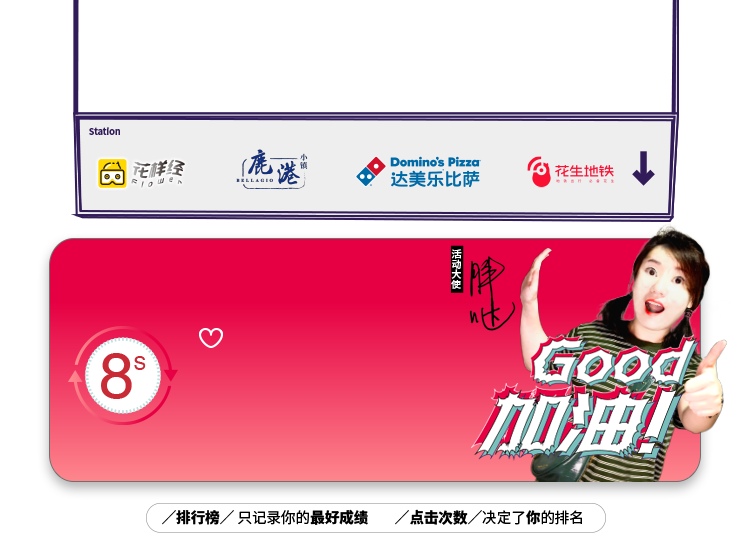 Station
花样经
Flower
鹿港
小镇
BELLAGIO
Domino's Pizza
达美乐比萨
花生地铁
活动大使
8s
Good
加油!
／排行榜／ 只记录你的最好成绩 ／点击次数／决定了你的排名